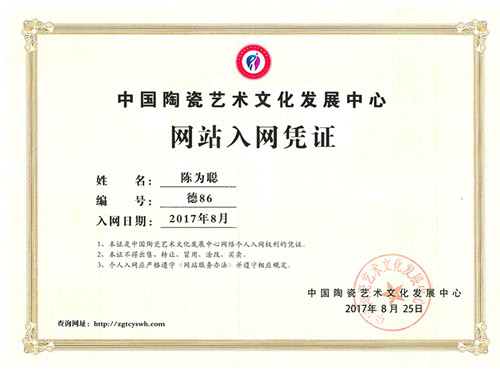 中国陶瓷艺术文化发展中心
网站入网凭证
姓 名： 陈为聪
编 号： 德86
入网日期： 2017年8月
1、本证是中国陶瓷艺术文化发展中心网络个人入网权利的凭证。
2、本证不得出售、转让、冒用、涂改、买卖。
3、个人入网应严格遵守《网站服务办法》并遵守相应规定。
中国陶瓷艺术文化发展中心
2017年 8 月 25日
查询网址：http://zgtcyswh.com